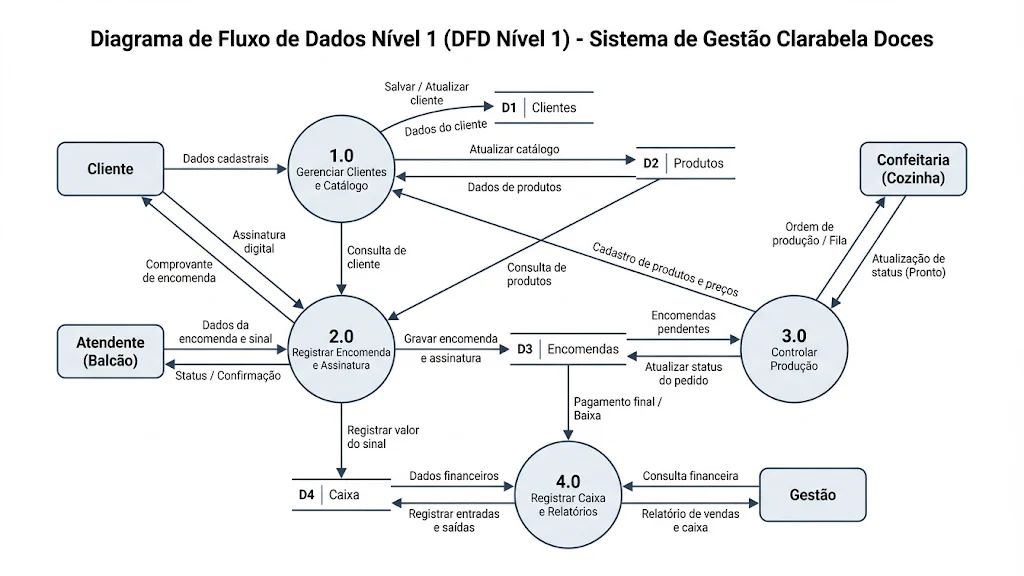 Diagrama de Fluxo de Dados Nível 1 (DFD Nível 1) - Sistema de Gestão Clarabela Doces
Salvar / Atualizar
cliente
D1 | Clientes
Dados do cliente
Cliente
Dados cadastrais
1.0
Gerenciar Clientes
e Catálogo
Atualizar catálogo
D2 | Produtos
Dados de produtos
Confeitaria
(Cozinha)
Assinatura
digital
Comprovante
de encomenda
Consulta de
cliente
Consulta de
produtos
Cadastro de produtos e preços
Ordem de
produção / Fila
Atualização de
status (Pronto)
Atendente
(Balcão)
Dados da
encomenda e sinal
Status / Confirmação
2.0
Registrar Encomenda
e Assinatura
Gravar encomenda
e assinatura
D3 | Encomendas
Encomendas
pendentes
Atualizar status
do pedido
3.0
Controlar
Produção
Registrar valor
do sinal
Pagamento final /
Baixa
D4 | Caixa
Dados financeiros
Registrar entradas
e saídas
4.0
Registrar Caixa
e Relatórios
Consulta financeira
Relatório de vendas
e caixa
Gestão